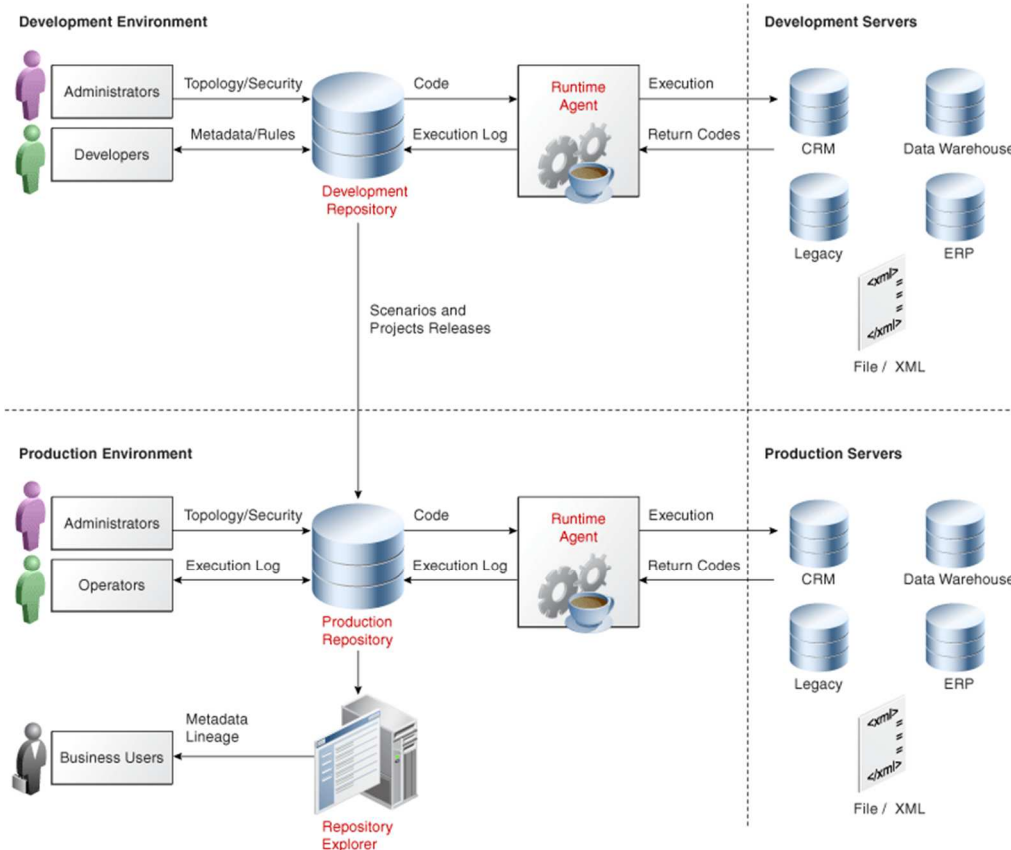 Development Environment
Development Servers
Administrators
Topology/Security
Code
Runtime
Agent
Execution
Developers
Metadata/Rules
Execution Log
Return Codes
CRM
Data Warehouse
Development
Repository
Legacy
ERP
<xml>
=
=
=
</xml>
File / XML
Scenarios and
Projects Releases
Production Environment
Production Servers
Administrators
Topology/Security
Code
Runtime
Agent
Execution
Operators
Execution Log
Execution Log
Return Codes
CRM
Data Warehouse
Production
Repository
Legacy
ERP
<xml>
=
=
=
</xml>
File / XML
Metadata
Lineage
Business Users
Repository
Explorer